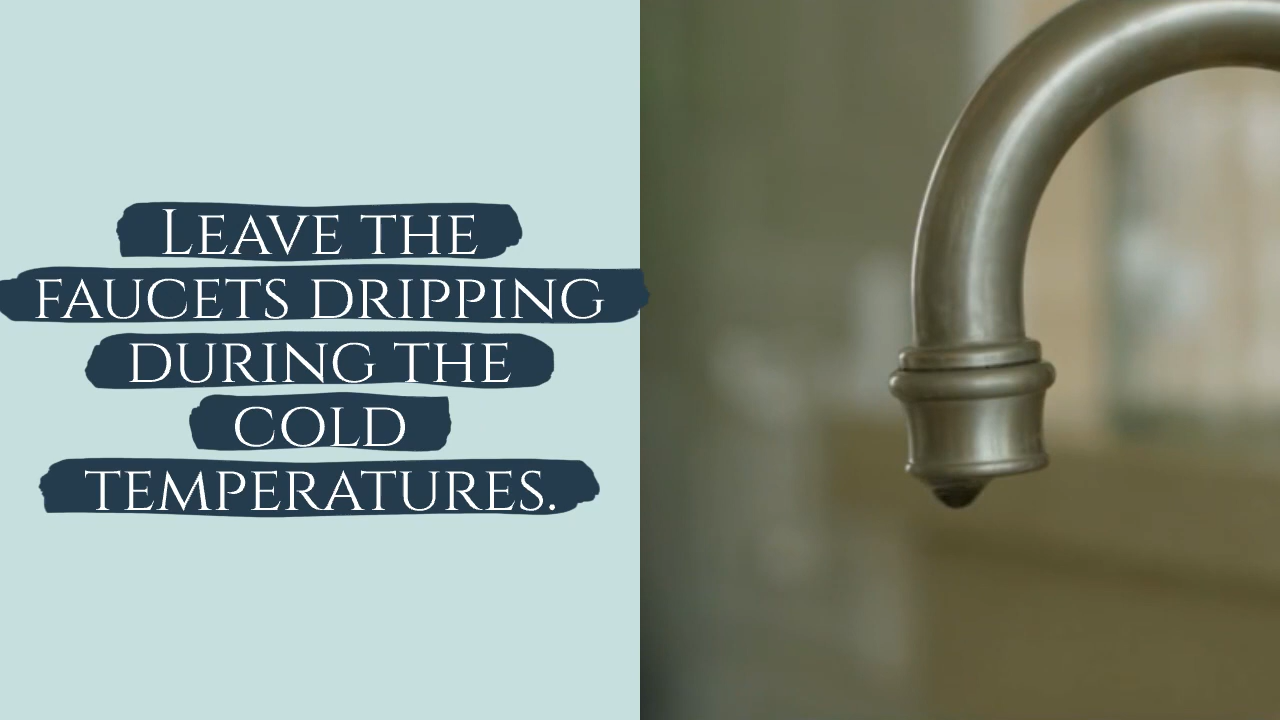 Leave the
faucets dripping
during the
cold
temperatures.